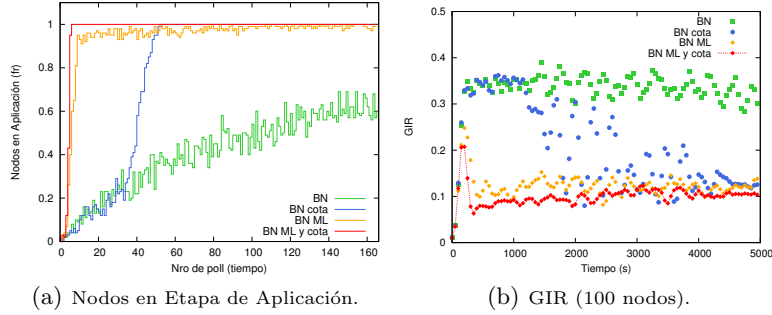 Nodos en Aplicación (fr)
1
0.8
0.6
0.4
0.2
0
0 20 40 60 80 100 120 140 160
Nro de poll (tiempo)
BN
BN cota
BN ML
BN ML y cota
(a) Nodos en Etapa de Aplicación.
GIR
0.5
0.4
0.3
0.2
0.1
0
0 1000 2000 3000 4000 5000
Tiempo (s)
BN
BN cota
BN ML
BN ML y cota
(b) GIR (100 nodos).